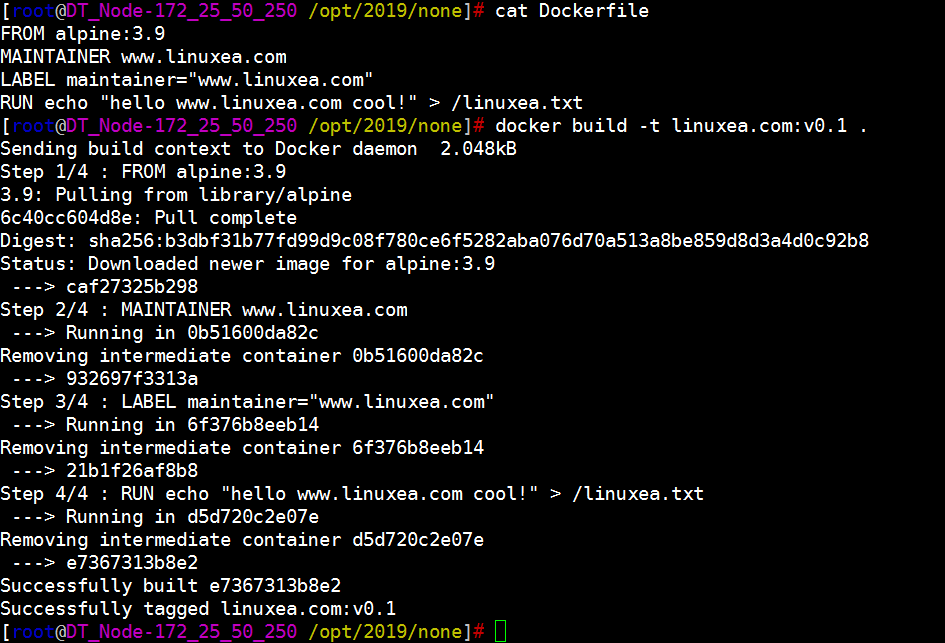 [root@DT_Node-172_25_50_250 /opt/2019/none]# cat Dockerfile
FROM alpine:3.9
MAINTAINER www.linuxea.com
LABEL maintainer="www.linuxea.com"
RUN echo "hello www.linuxea.com cool!" > /linuxea.txt
[root@DT_Node-172_25_50_250 /opt/2019/none]# docker build -t linuxea.com:v0.1 .
Sending build context to Docker daemon  2.048kB
Step 1/4 : FROM alpine:3.9
3.9: Pulling from library/alpine
6c40cc604d8e: Pull complete
Digest: sha256:b3dbf31b77fd99d9c08f780ce6f5282aba076d70a513a8be859d8d3a4d0c92b8
Status: Downloaded newer image for alpine:3.9
 ---> caf27325b298
Step 2/4 : MAINTAINER www.linuxea.com
 ---> Running in 0b51600da82c
Removing intermediate container 0b51600da82c
 ---> 932697f3313a
Step 3/4 : LABEL maintainer="www.linuxea.com"
 ---> Running in 6f376b8eeb14
Removing intermediate container 6f376b8eeb14
 ---> 21b1f26af8b8
Step 4/4 : RUN echo "hello www.linuxea.com cool!" > /linuxea.txt
 ---> Running in d5d720c2e07e
Removing intermediate container d5d720c2e07e
 ---> e7367313b8e2
Successfully built e7367313b8e2
Successfully tagged linuxea.com:v0.1
[root@DT_Node-172_25_50_250 /opt/2019/none]#